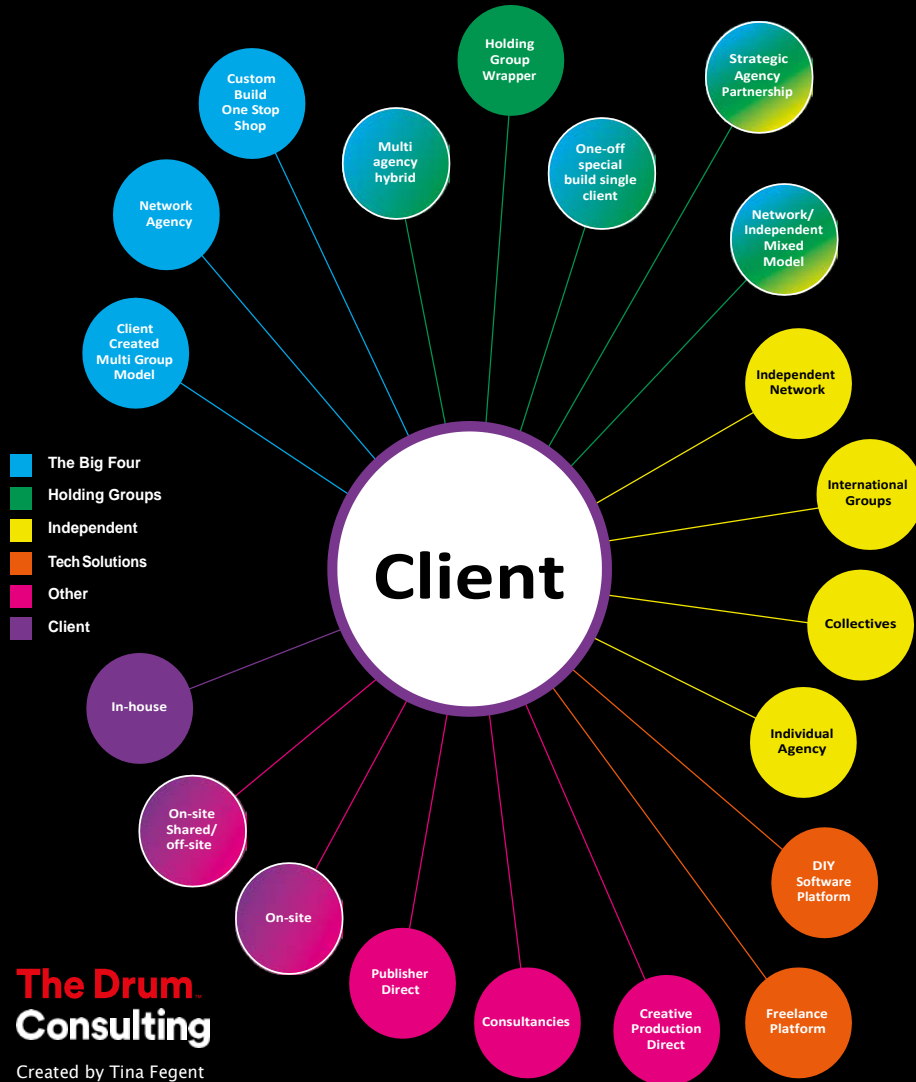 Holding
Group
Wrapper
Strategic
Agency
Partnership
Custom
Build
One Stop
Shop
Multi
agency
hybrid
One-off
special
build single
client
Network
Agency
Network/
Independent
Mixed
Model
Client
Created
Multi Group
Model
Independent
Network
The Big Four
Holding Groups
Independent
Tech Solutions
Other
Client
International
Groups
Client
Collectives
In-house
Individual
Agency
On-site
Shared/
off-site
DIY
Software
Platform
On-site
Publisher
Direct
Consultancies
Creative
Production
Direct
Freelance
Platform
The Drum™
Consulting
Created by Tina Fegent